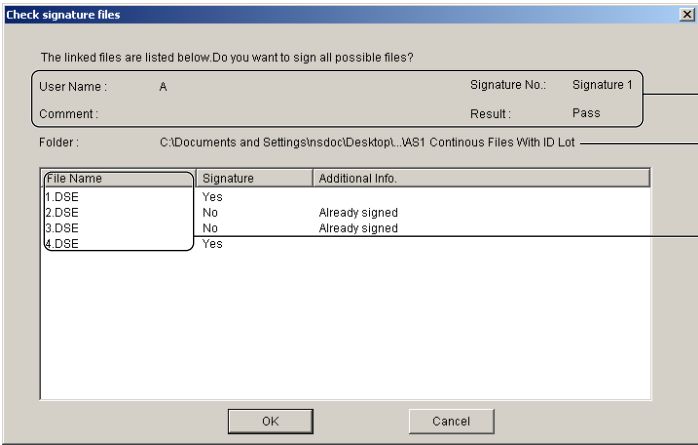 Check signature files
The linked files are listed below.Do you want to sign all possible files?
User Name : A Signature No.: Signature 1
Comment : Result : Pass
Folder : C:\Documents and Settings\nsdoc\Desktop\...\AS1 Continous Files With ID Lot
File Name Signature Additional Info.
1.DSE Yes
2.DSE No Already signed
3.DSE No Already signed
4.DSE Yes
OK Cancel